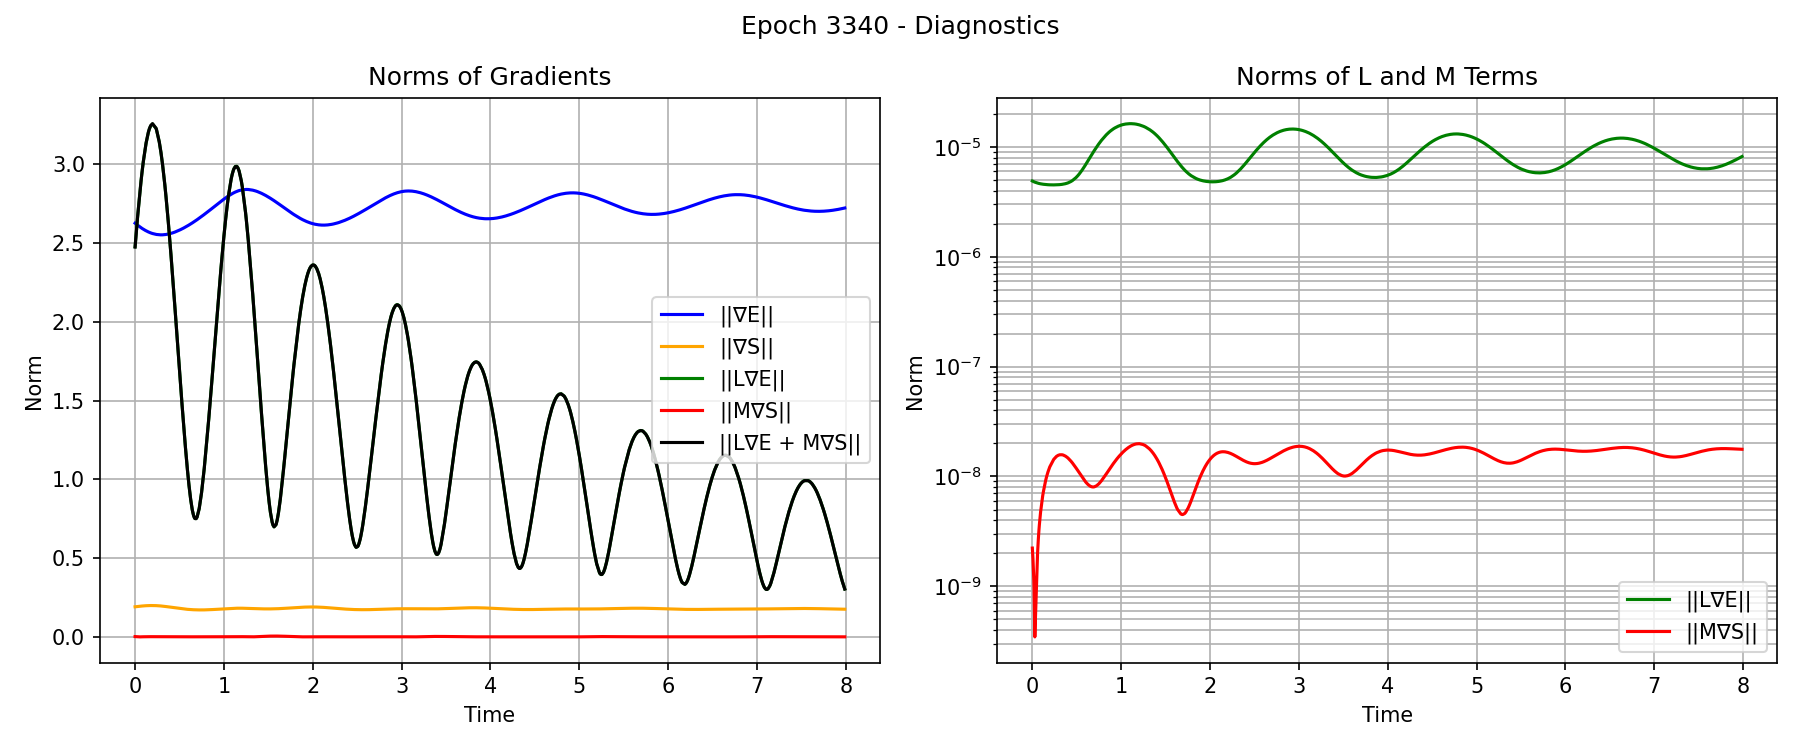 Epoch 3340 - Diagnostics
Norms of Gradients
Norm
3.0
2.5
2.0
1.5
1.0
0.5
0.0
0 1 2 3 4 5 6 7 8
Time
||∇E||
||∇S||
||L∇E||
||M∇S||
||L∇E + M∇S||
Norms of L and M Terms
Norm
10⁻⁵
10⁻⁶
10⁻⁷
10⁻⁸
10⁻⁹
0 1 2 3 4 5 6 7 8
Time
||L∇E||
||M∇S||